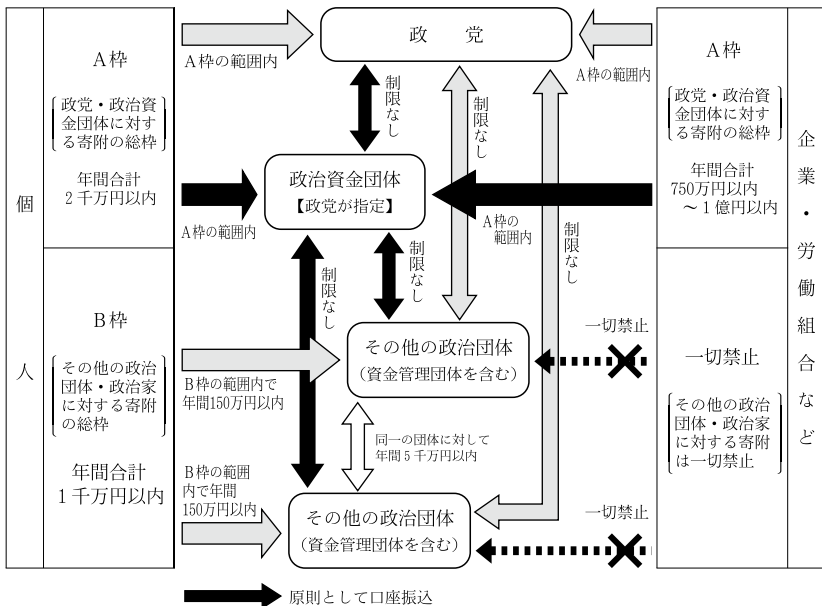 個人
A枠
政党・政治資
金団体に対す
る寄附の総枠
年間合計
2千万円以内
B枠
その他の政治
団体・政治家
に対する寄附
の総枠
年間合計
1千万円以内
政 党
A枠の範囲内
A枠の範囲内
制限なし
制限なし
政治資金団体
【政党が指定】
A枠の範囲内
A枠の
範囲内
制限なし
制限なし
制限なし
その他の政治団体
(資金管理団体を含む)
B枠の範囲内で
年間150万円以内
一切禁止
同一の団体に対して
年間5千万円以内
B枠の範囲
内で年間
150万円以内
その他の政治団体
(資金管理団体を含む)
一切禁止
A枠
政党・政治資
金団体に対す
る寄附の総枠
年間合計
750万円以内
～1億円以内
一切禁止
その他の政治
団体・政治家
に対する寄附
は一切禁止
企業・労働組合など
原則として口座振込